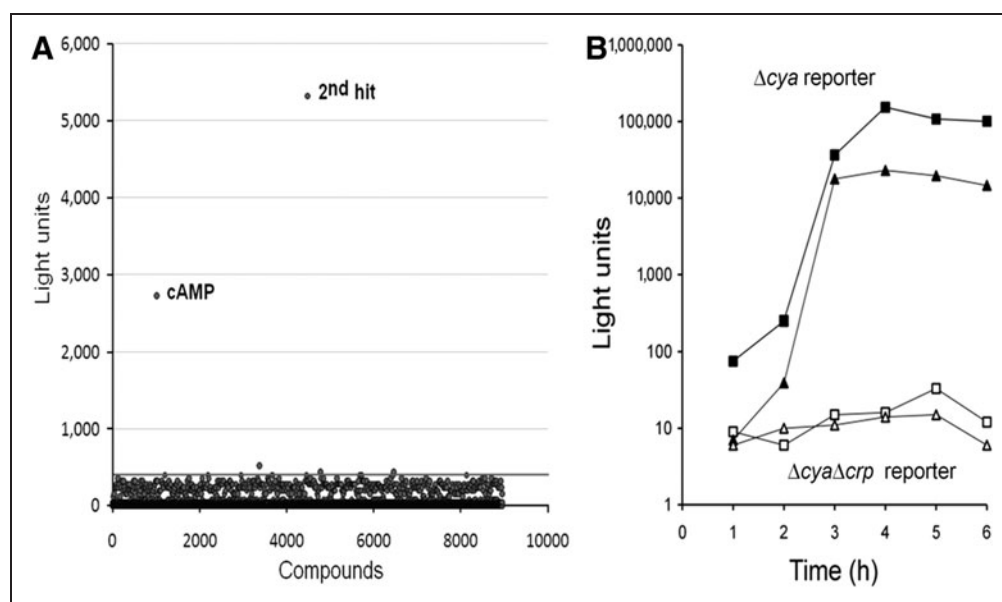 A
6,000
5,000
4,000
3,000
2,000
1,000
0
Light units
2nd hit
cAMP
0 2000 4000 6000 8000 10000
Compounds
B
1,000,000
100,000
10,000
1,000
100
10
1
Light units
Δcya reporter
ΔcyaΔcrp reporter
0 1 2 3 4 5 6
Time (h)